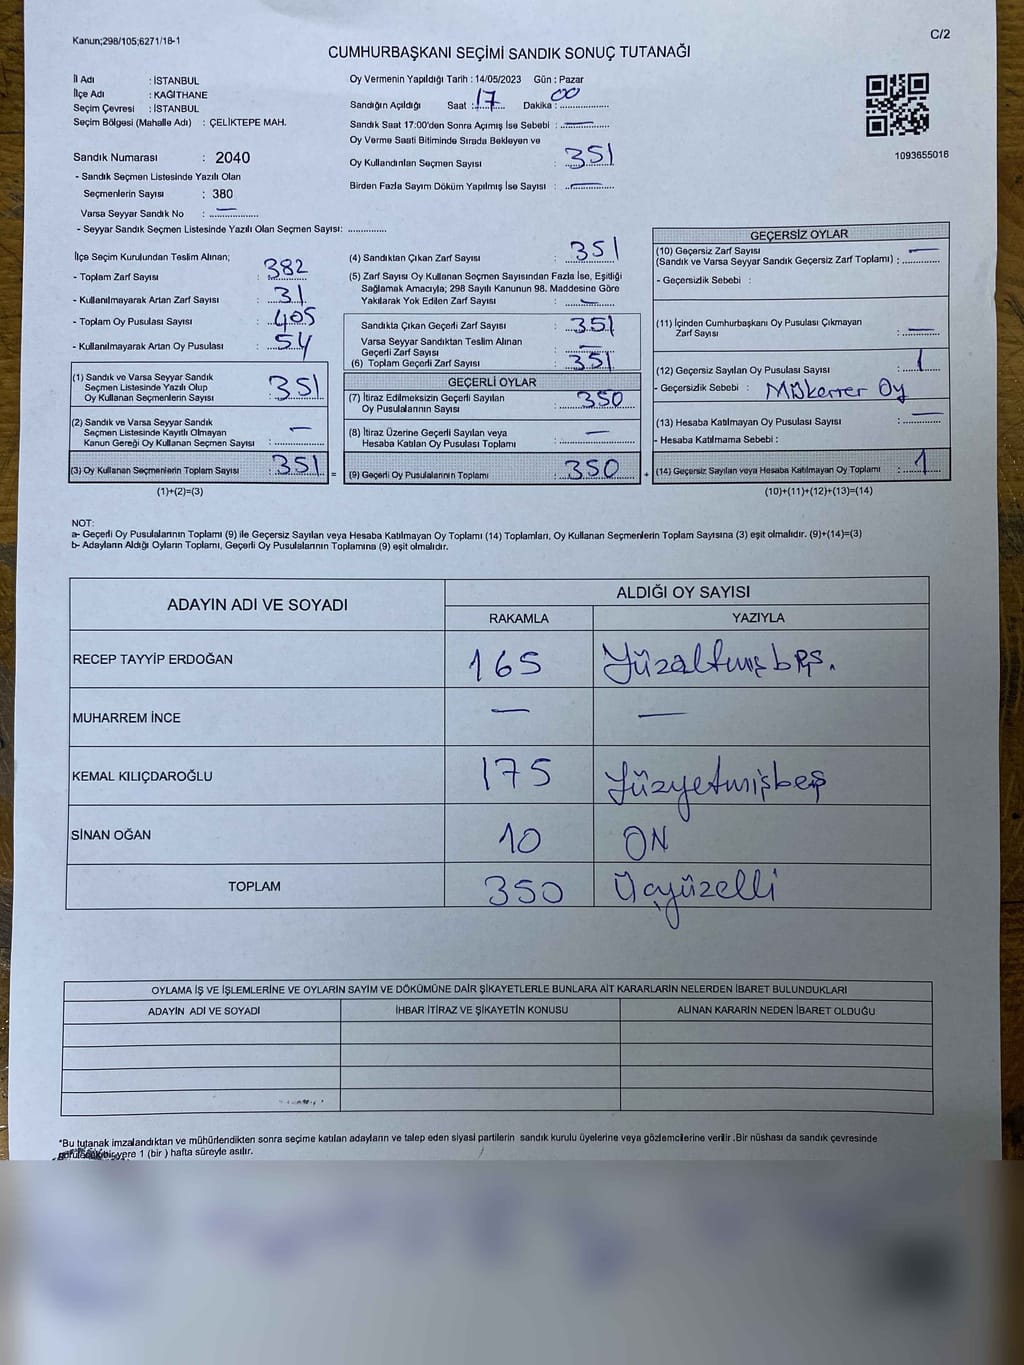 Kanun;298/105;6271/18-1
C/2
CUMHURBAŞKANI SEÇİMİ SANDIK SONUÇ TUTANAĞI
İl Adı : İSTANBUL
İlçe Adı : KAĞITHANE
Seçim Çevresi : İSTANBUL
Seçim Bölgesi (Mahalle Adı) : ÇELİKTEPE MAH.
Sandık Numarası : 2040
- Sandık Seçmen Listesinde Yazılı Olan
Seçmenlerin Sayısı : 380
Varsa Seyyar Sandık No : —
- Seyyar Sandık Seçmen Listesinde Yazılı Olan Seçmen Sayısı: ..............
Oy Vermenin Yapıldığı Tarih : 14/05/2023 Gün : Pazar
Sandığın Açıldığı Saat : 17 Dakika : 00
Sandık Saat 17:00'den Sonra Açmış İse Sebebi : —
Oy Verme Saati Bitiminde Sırada Bekleyen ve
Oy Kullandırılan Seçmen Sayısı : 351
Birden Fazla Sayım Döküm Yapılmış İse Sayısı : —
1093655018
İlçe Seçim Kurulundan Teslim Alınan;
- Toplam Zarf Sayısı : 382
- Kullanılmayarak Artan Zarf Sayısı : 31
- Toplam Oy Pusulası Sayısı : 405
- Kullanılmayarak Artan Oy Pusulası : 54
(1) Sandık ve Varsa Seyyar Sandık
Seçmen Listesinde Yazılı Olup
Oy Kullanan Seçmenlerin Sayısı : 351
(2) Sandık ve Varsa Seyyar Sandık
Seçmen Listesinde Kayıtlı Olmayan
Kanun Gereği Oy Kullanan Seçmen Sayısı : —
(3) Oy Kullanan Seçmenlerin Toplam Sayısı : 351 =
(1)+(2)=(3)
(4) Sandıktan Çıkan Zarf Sayısı : 351
(5) Zarf Sayısı Oy Kullanan Seçmen Sayısından Fazla İse, Eşitliği
Sağlamak Amacıyla; 298 Sayılı Kanunun 98. Maddesine Göre
Yakılarak Yok Edilen Zarf Sayısı : —
Sandıkta Çıkan Geçerli Zarf Sayısı : 351
Varsa Seyyar Sandıktan Teslim Alınan
Geçerli Zarf Sayısı : —
(6) Toplam Geçerli Zarf Sayısı : 351
GEÇERLİ OYLAR
(7) İtiraz Edilmeksizin Geçerli Sayılan
Oy Pusulalarının Sayısı : 350
(8) İtiraz Üzerine Geçerli Sayılan veya
Hesaba Katılan Oy Pusulası Toplamı : —
(9) Geçerli Oy Pusulalarının Toplamı : 350 +
GEÇERSİZ OYLAR
(10) Geçersiz Zarf Sayısı
(Sandık ve Varsa Seyyar Sandık Geçersiz Zarf Toplamı) : —
- Geçersizlik Sebebi :
(11) İçinden Cumhurbaşkanı Oy Pusulası Çıkmayan
Zarf Sayısı : —
(12) Geçersiz Sayılan Oy Pusulası Sayısı : 1
- Geçersizlik Sebebi : Mükerrer Oy
(13) Hesaba Katılmayan Oy Pusulası Sayısı : —
- Hesaba Katılmama Sebebi :
(14) Geçersiz Sayılan veya Hesaba Katılmayan Oy Toplamı : 1
(10)+(11)+(12)+(13)=(14)
NOT:
a- Geçerli Oy Pusulalarının Toplamı (9) ile Geçersiz Sayılan veya Hesaba Katılmayan Oy Toplamı (14) Toplamları, Oy Kullanan Seçmenlerin Toplam Sayısına (3) eşit olmalıdır. (9)+(14)=(3)
b- Adayların Aldığı Oyların Toplamı, Geçerli Oy Pusulalarının Toplamına (9) eşit olmalıdır.
ADAYIN ADI VE SOYADI ALDIĞI OY SAYISI
RAKAMLA YAZIYLA
RECEP TAYYİP ERDOĞAN 165 Yüzaltmışbeş.
MUHARREM İNCE — —
KEMAL KILIÇDAROĞLU 175 Yüzyetmişbeş
SİNAN OĞAN 10 ON
TOPLAM 350 Üçyüzelli
OYLAMA İŞ VE İŞLEMLERİNE VE OYLARIN SAYIM VE DÖKÜMÜNE DAİR ŞİKAYETLERLE BUNLARA AİT KARARLARIN NELERDEN İBARET BULUNDUKLARI
ADAYIN ADI VE SOYADI İHBAR İTİRAZ VE ŞİKAYETİN KONUSU ALINAN KARARIN NEDEN İBARET OLDUĞU
*Bu tutanak imzalandıktan ve mühürlendikten sonra seçime katılan adayların ve talep eden siyasi partilerin sandık kurulu üyelerine veya gözlemcilerine verilir .Bir nüshası da sandık çevresinde
yere 1 (bir ) hafta süreyle asılır.